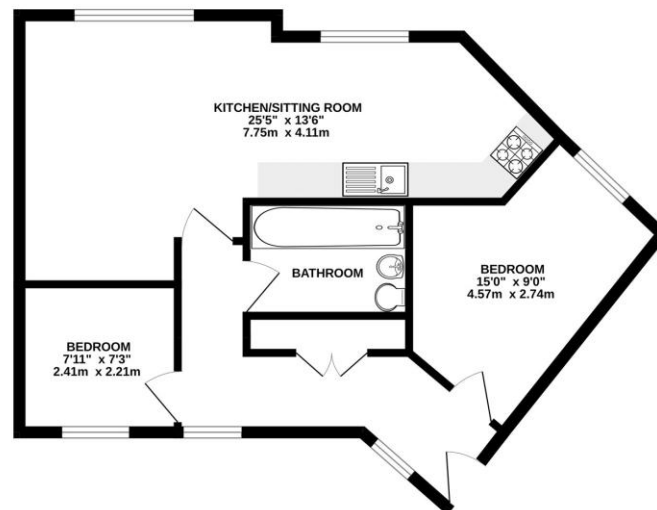 KITCHEN/SITTING ROOM
25'5" x 13'6"
7.75m x 4.11m
BATHROOM
BEDROOM
15'0" x 9'0"
4.57m x 2.74m
BEDROOM
7'11" x 7'3"
2.41m x 2.21m